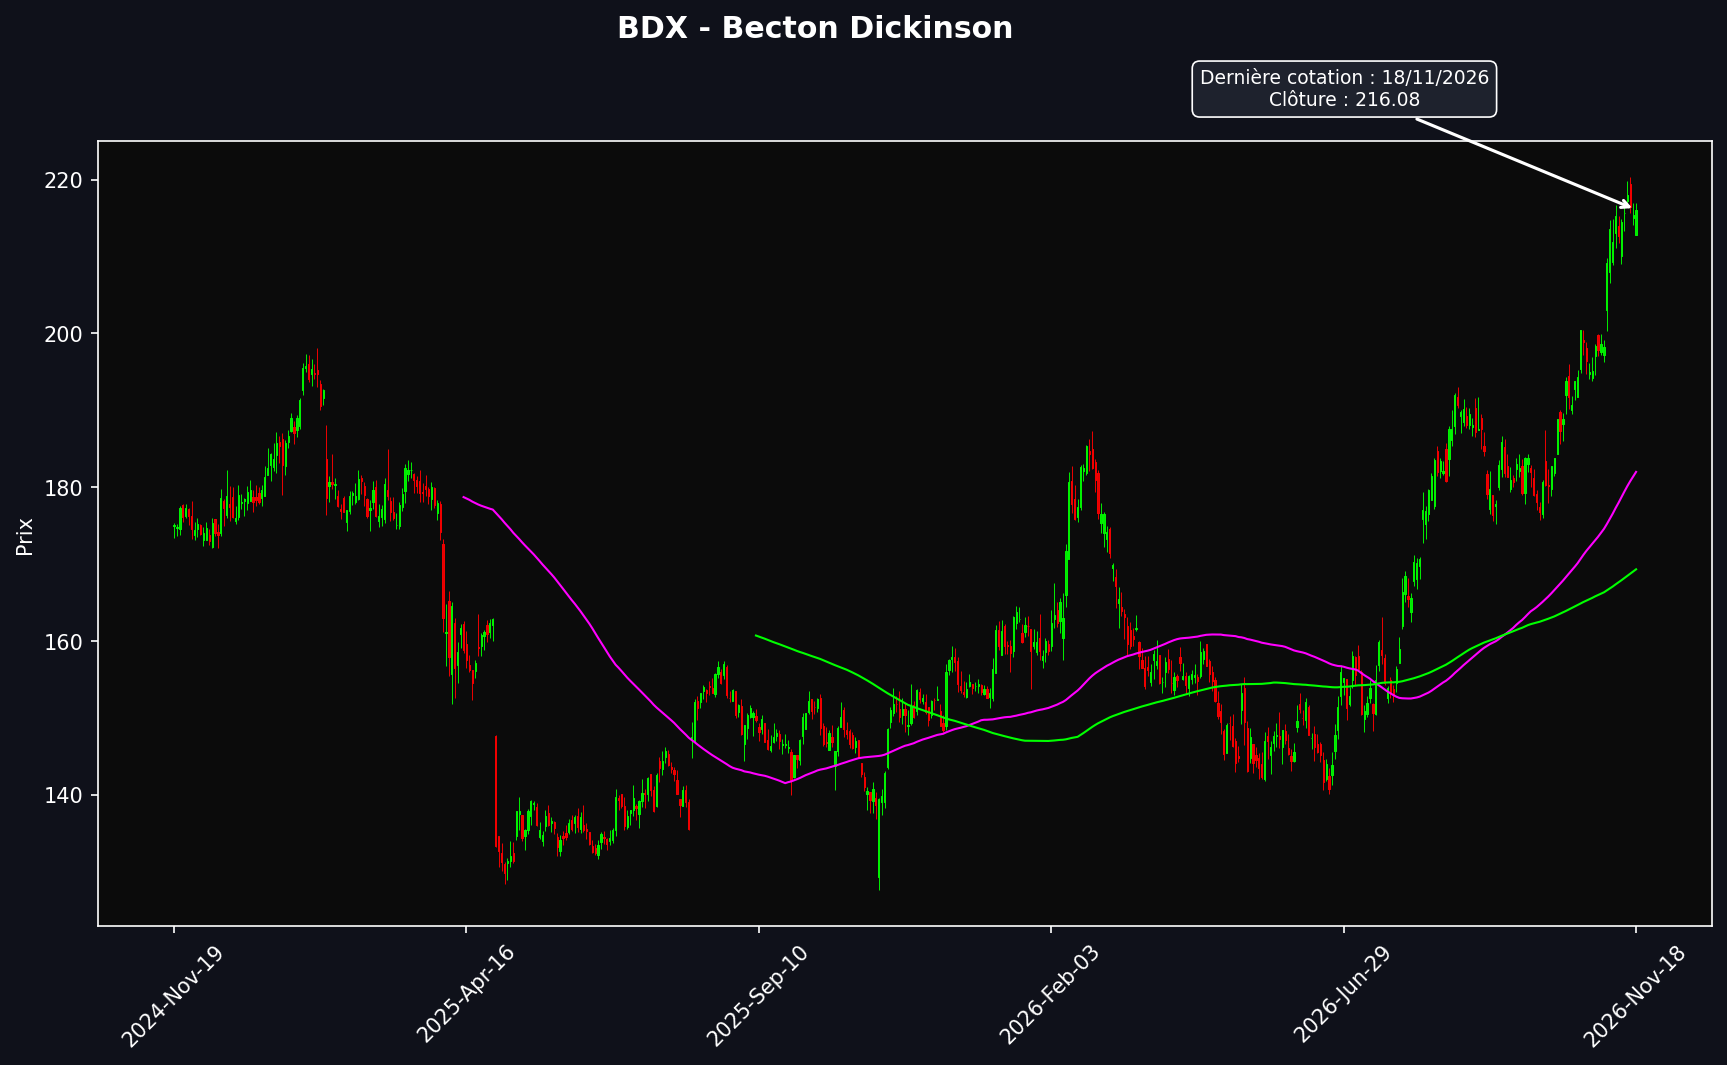 BDX - Becton Dickinson
Dernière cotation : 18/11/2026
Clôture : 216.08
Prix
220
200
180
160
140
2024-Nov-19
2025-Apr-16
2025-Sep-10
2026-Feb-03
2026-Jun-29
2026-Nov-18